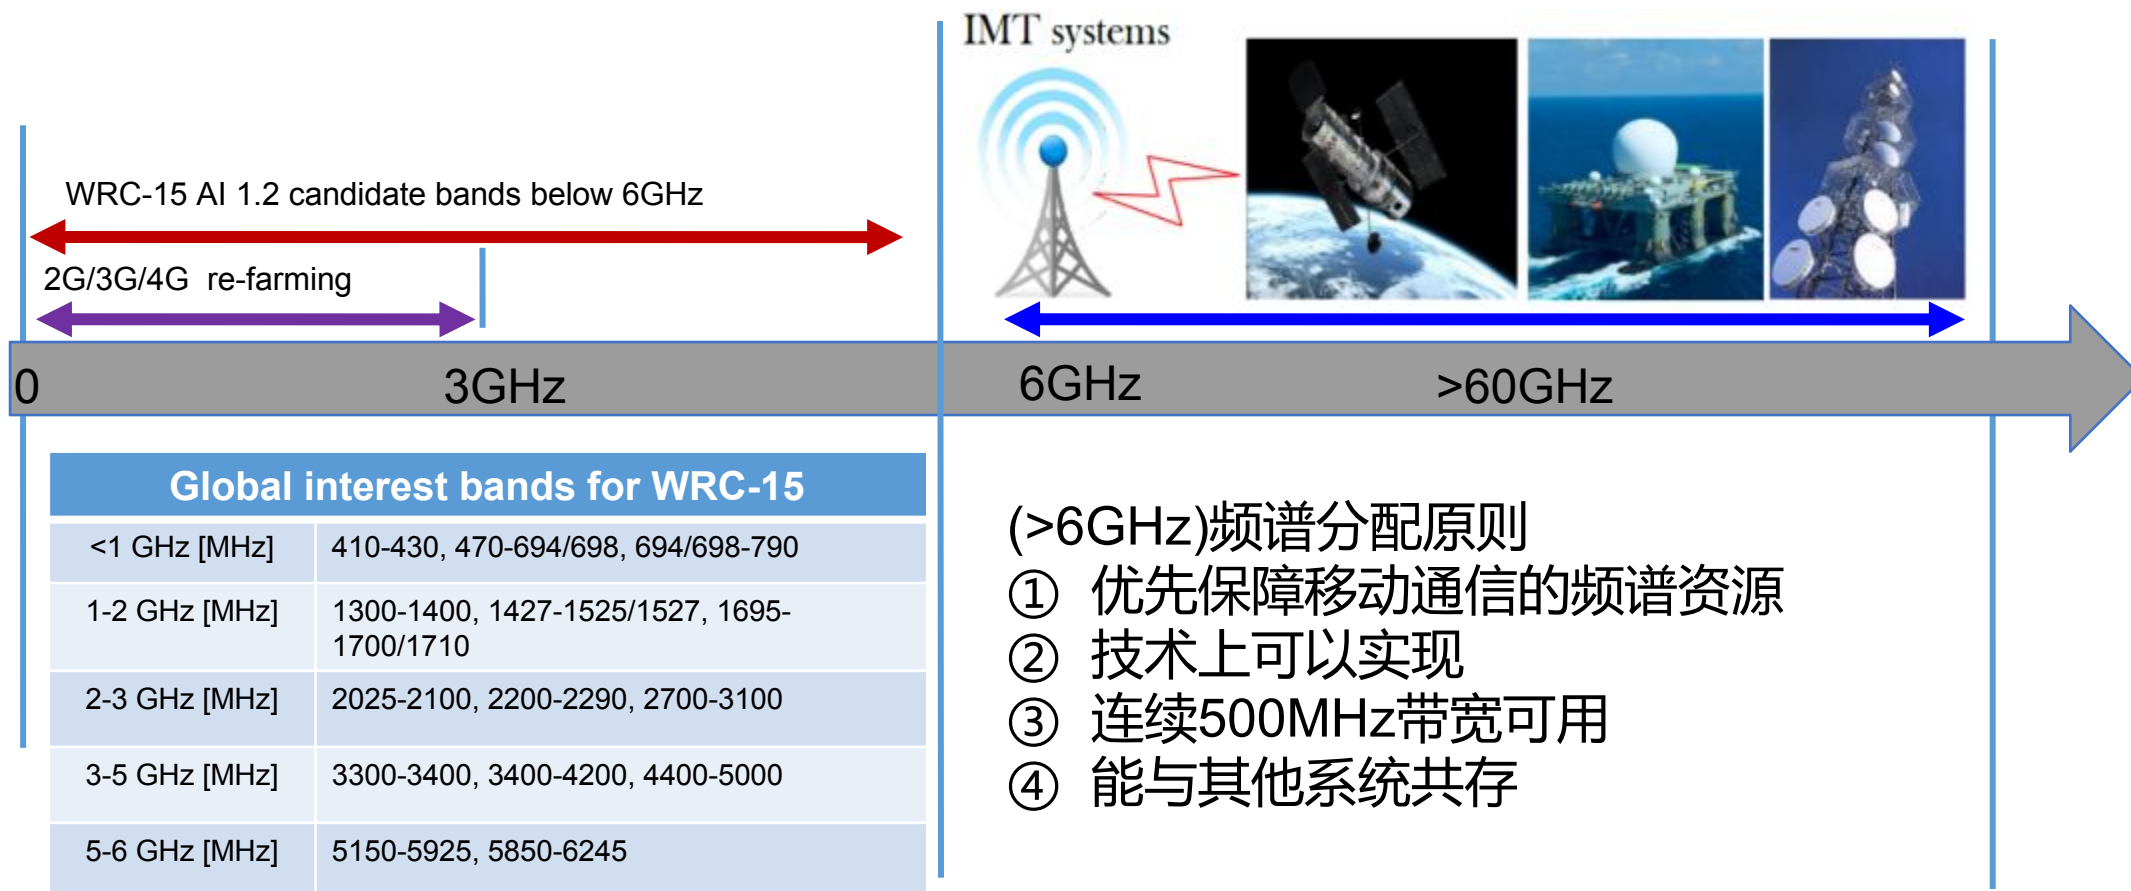 IMT systems
WRC-15 AI 1.2 candidate bands below 6GHz
2G/3G/4G re-farming
0
3GHz
6GHz
>60GHz
Global interest bands for WRC-15
<1 GHz [MHz] 410-430, 470-694/698, 694/698-790
1-2 GHz [MHz] 1300-1400, 1427-1525/1527, 1695-
1700/1710
2-3 GHz [MHz] 2025-2100, 2200-2290, 2700-3100
3-5 GHz [MHz] 3300-3400, 3400-4200, 4400-5000
5-6 GHz [MHz] 5150-5925, 5850-6245
(>6GHz)频谱分配原则
① 优先保障移动通信的频谱资源
② 技术上可以实现
③ 连续500MHz带宽可用
④ 能与其他系统共存